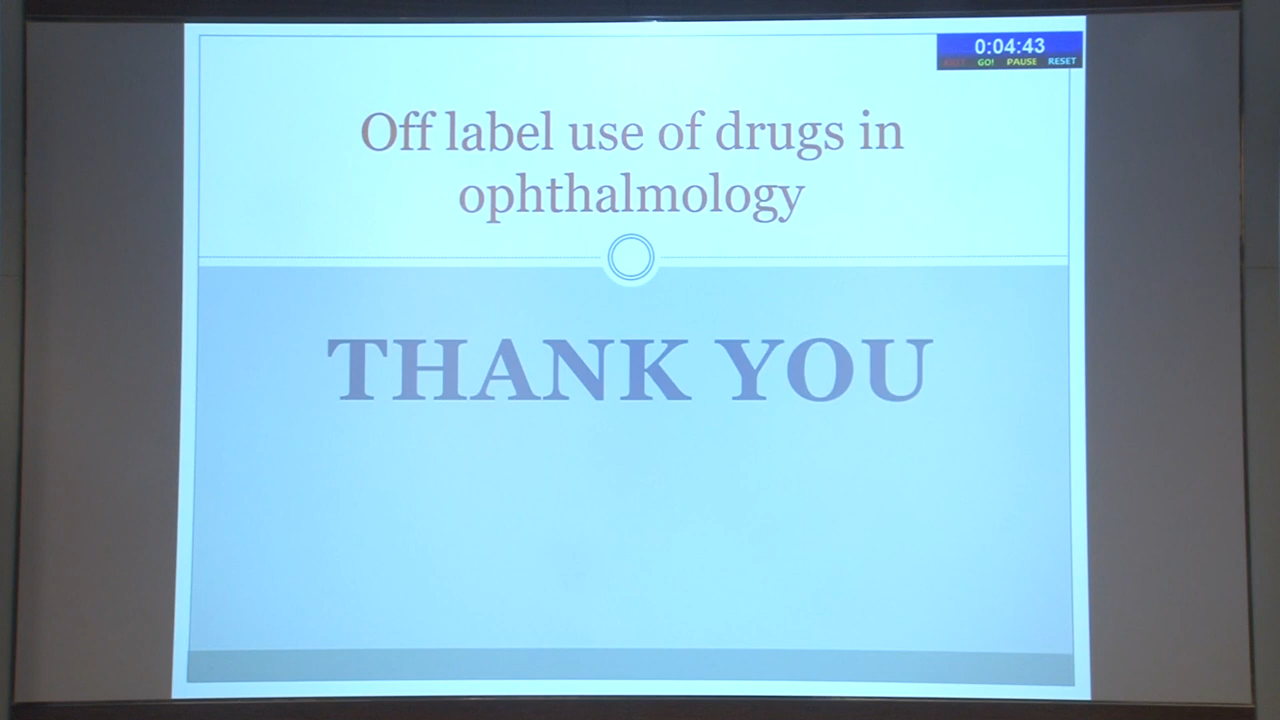 0:04:43
EXIT GO! PAUSE RESET
Off label use of drugs in
ophthalmology
THANK YOU